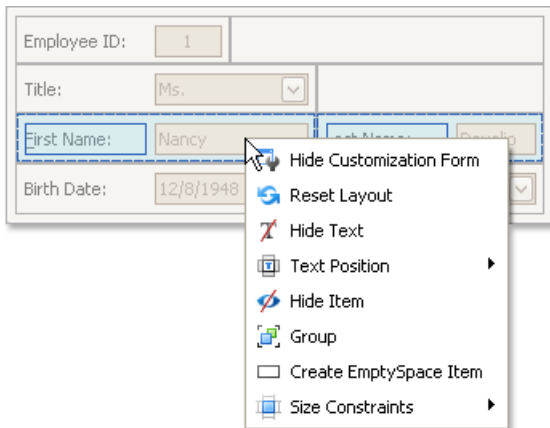 Employee ID: 1
Title: Ms.
First Name: Nancy
Birth Date: 12/8/1948
Hide Customization Form
Reset Layout
Hide Text
Text Position
Hide Item
Group
Create EmptySpace Item
Size Constraints